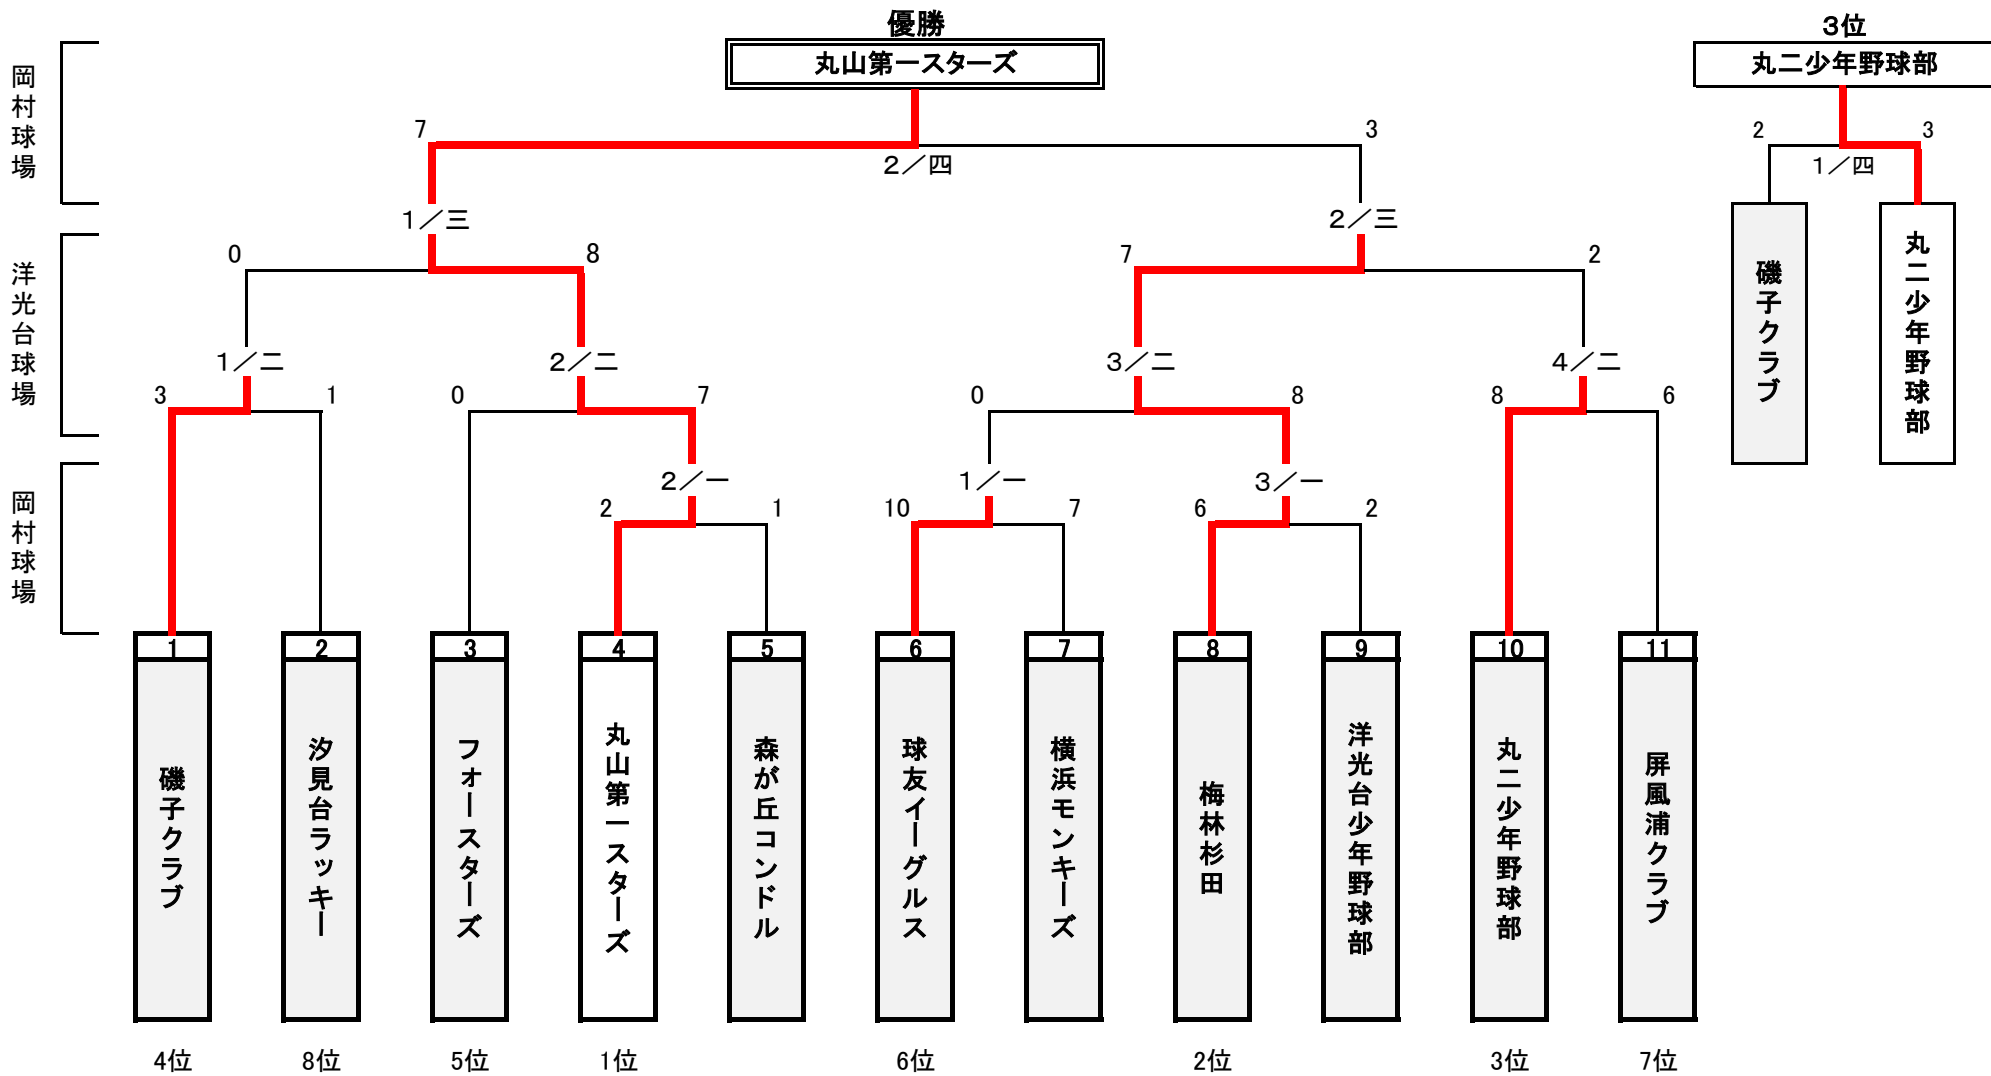 優勝
3位
丸山第一スターズ
丸二少年野球部
岡村球場
7
3
2
3
2／四
1／四
1／三
2／三
洋光台球場
0
8
7
2
磯子クラブ
丸二少年野球部
1／二
2／二
3／二
4／二
3
1
0
7
0
8
8
6
岡村球場
2／一
1／一
3／一
2
1
10
7
6
2
1
2
3
4
5
6
7
8
9
10
11
磯子クラブ
汐見台ラッキー
フォースターズ
丸山第一スターズ
森が丘コンドル
球友イーグルス
横浜モンキーズ
梅林杉田
洋光台少年野球部
丸二少年野球部
屏風浦クラブ
4位
8位
5位
1位
6位
2位
3位
7位